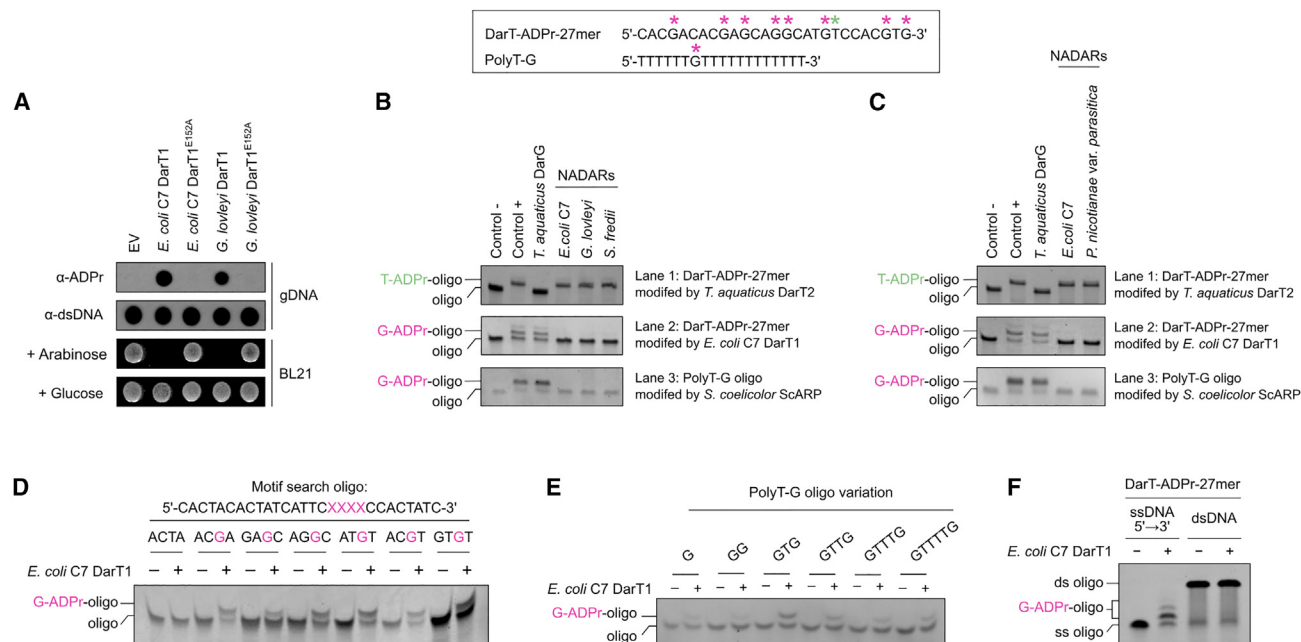 DarT-ADPr-27mer 5'-CACGACACGAGCAGGCATGTCCACGTG-3'
PolyT-G 5'-TTTTTTGTTTTTTTTTTTT-3'
A
EV
E. coli C7 DarT1
E. coli C7 DarT1E152A
G. lovleyi DarT1
G. lovleyi DarT1E152A
α-ADPr
α-dsDNA
gDNA
+ Arabinose
+ Glucose
BL21
B
NADARs
Control -
Control +
T. aquaticus DarG
E.coli C7
G. lovleyi
S. fredii
T-ADPr-oligo
oligo
Lane 1: DarT-ADPr-27mer
modifed by T. aquaticus DarT2
G-ADPr-oligo
oligo
Lane 2: DarT-ADPr-27mer
modifed by E. coli C7 DarT1
G-ADPr-oligo
oligo
Lane 3: PolyT-G oligo
modifed by S. coelicolor ScARP
C
NADARs
Control -
Control +
T. aquaticus DarG
E.coli C7
P. nicotianae var. parasitica
T-ADPr-oligo
oligo
Lane 1: DarT-ADPr-27mer
modifed by T. aquaticus DarT2
G-ADPr-oligo
oligo
Lane 2: DarT-ADPr-27mer
modifed by E. coli C7 DarT1
G-ADPr-oligo
oligo
Lane 3: PolyT-G oligo
modifed by S. coelicolor ScARP
D
Motif search oligo:
5'-CACTACACTATCATTCXXXXCCACTATC-3'
ACTA ACGA GAGC AGGC ATGT ACGT GTGT
E. coli C7 DarT1 – + – + – + – + – + – + – +
G-ADPr-oligo
oligo
E
PolyT-G oligo variation
G GG GTG GTTG GTTTG GTTTTG
E. coli C7 DarT1 – + – + – + – + – + – +
G-ADPr-oligo
oligo
F
DarT-ADPr-27mer
ssDNA
5'→3'
dsDNA
E. coli C7 DarT1 – + – +
ds oligo
G-ADPr-oligo
ss oligo